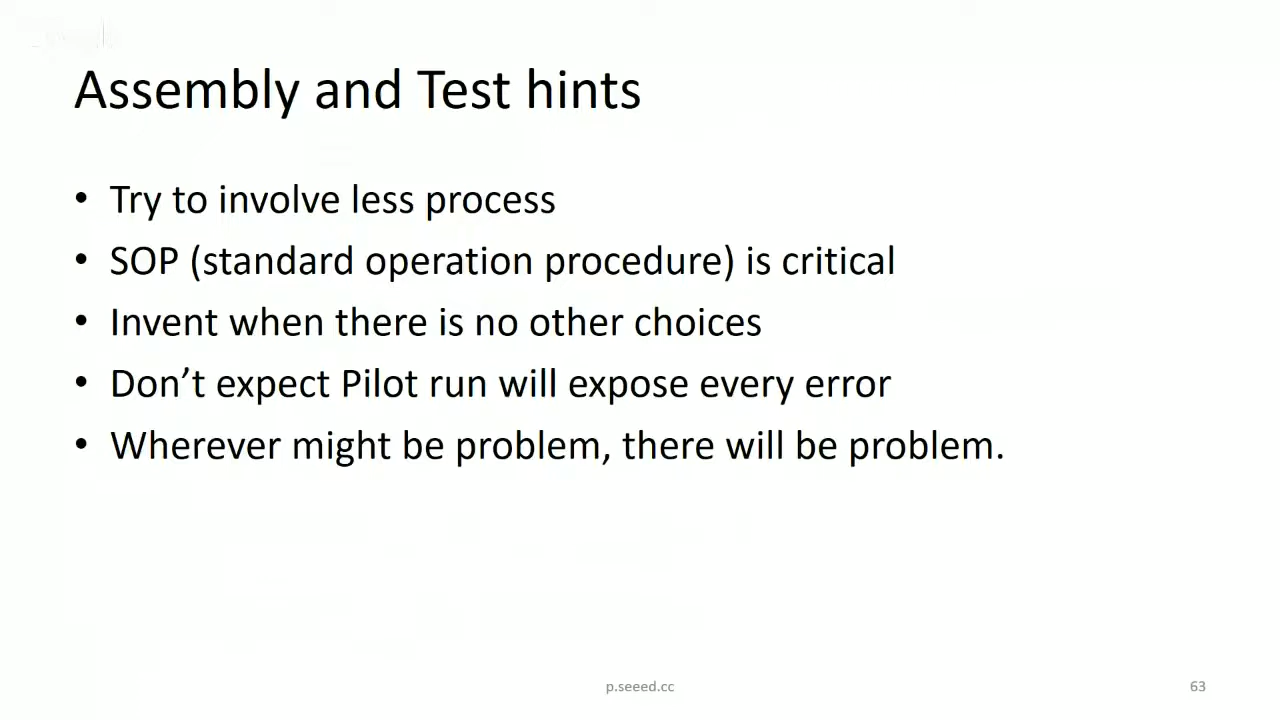 Assembly and Test hints
• Try to involve less process
• SOP (standard operation procedure) is critical
• Invent when there is no other choices
• Don’t expect Pilot run will expose every error
• Wherever might be problem, there will be problem.
p.seeed.cc
63